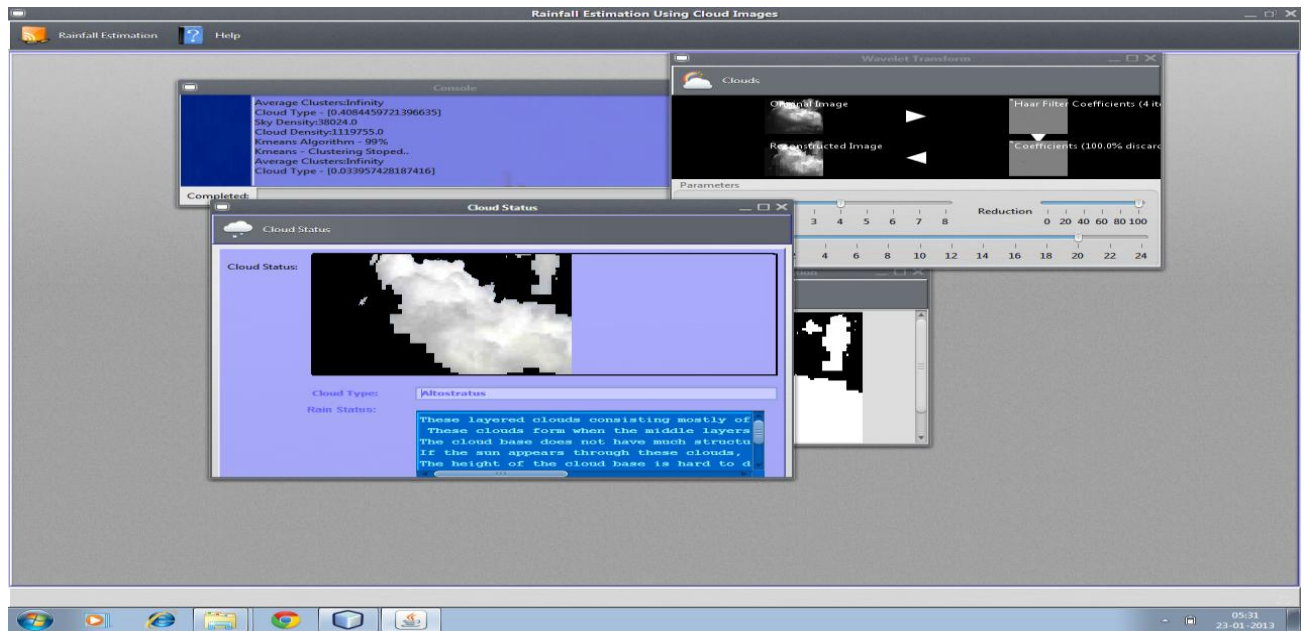 Rainfall Estimation Using Cloud Images
Rainfall Estimation Help
Console
Average Clusters:Infinity
Cloud Type - [0.4084459721396635]
Sky Density:38024.0
Cloud Density:1119755.0
Kmeans Algorithm - 99%
Kmeans - Clustering Stoped..
Average Clusters:Infinity
Cloud Type - [0.033957428187416]
Completed:
Wavelet Transform
Clouds
Original Image
"Haar Filter Coefficients (4 ite
Reconstructed Image
"Coefficients (100.0% discard
Parameters
3 4 5 6 7 8
Reduction
0 20 40 60 80 100
4 6 8 10 12 14 16 18 20 22 24
Cloud Status
Cloud Status
Cloud Status:
Cloud Type:
Altostratus
Rain Status:
These layered clouds consisting mostly of
These clouds form when the middle layers
The cloud base does not have much structu
If the sun appears through these clouds,
The height of the cloud base is hard to d
05:31
23-01-2013